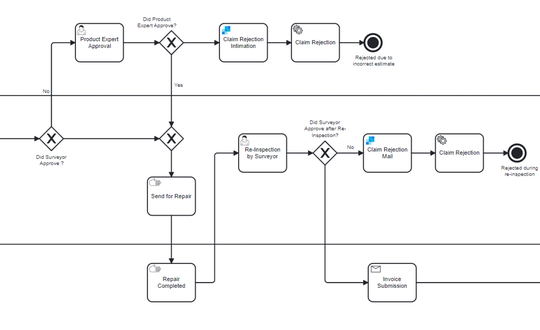 Did Product
Expert Approve?
Product Expert
Approval
Claim Rejection
Intimation
Claim Rejection
Rejected due to
incorrect estimate
No
Yes
Did Surveyor
Approve ?
Did Surveyor
Approve after Re-
Inspection?
No
Re-Inspection
by Surveyor
Claim Rejection
Mail
Claim Rejection
Rejected during
re-inspection
Send for Repair
Repair
Completed
Invoice
Submission